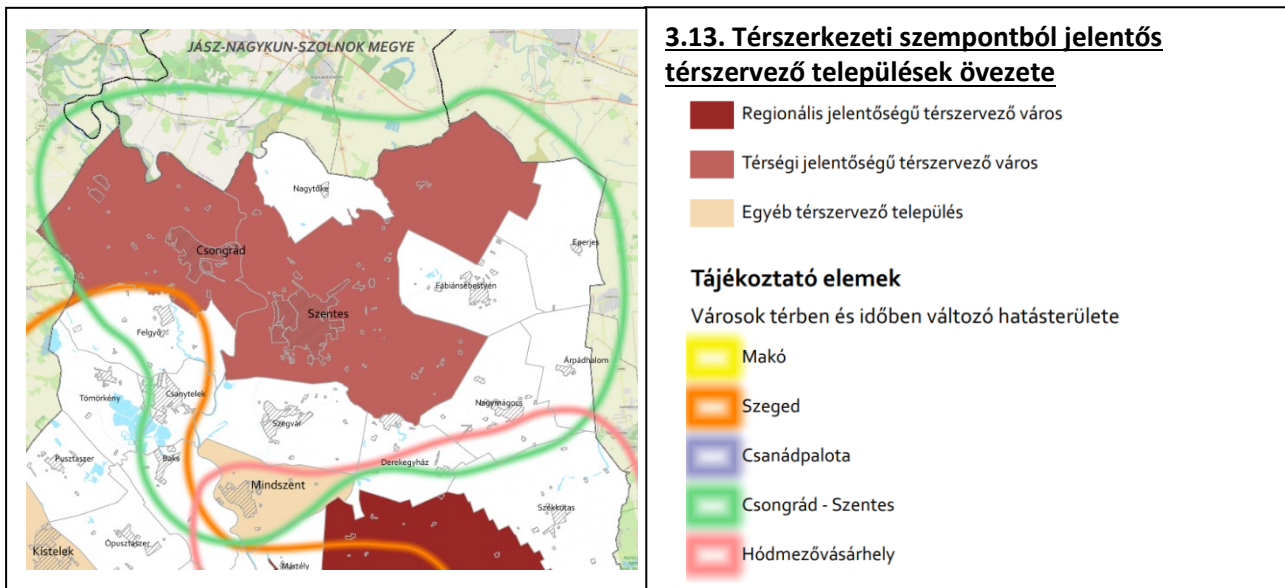 JÁSZ-NAGYKUN-SZOLNOK MEGYE
Nagytőke
Csongrád
Eperjes
Fábiánsebestyén
Szentes
Felgyő
Árpádhalom
Tömörkény
Csanytelek
Nagymágocs
Szegvár
Pusztaszer
Baks
Derekegyház
Mindszent
Székkutas
Kistelek
Ópusztaszer
Mártély
3.13. Térszerkezeti szempontból jelentős
térszervező települések övezete
Regionális jelentőségű térszervező város
Térségi jelentőségű térszervező város
Egyéb térszervező település
Tájékoztató elemek
Városok térben és időben változó hatásterülete
Makó
Szeged
Csanádpalota
Csongrád - Szentes
Hódmezővásárhely